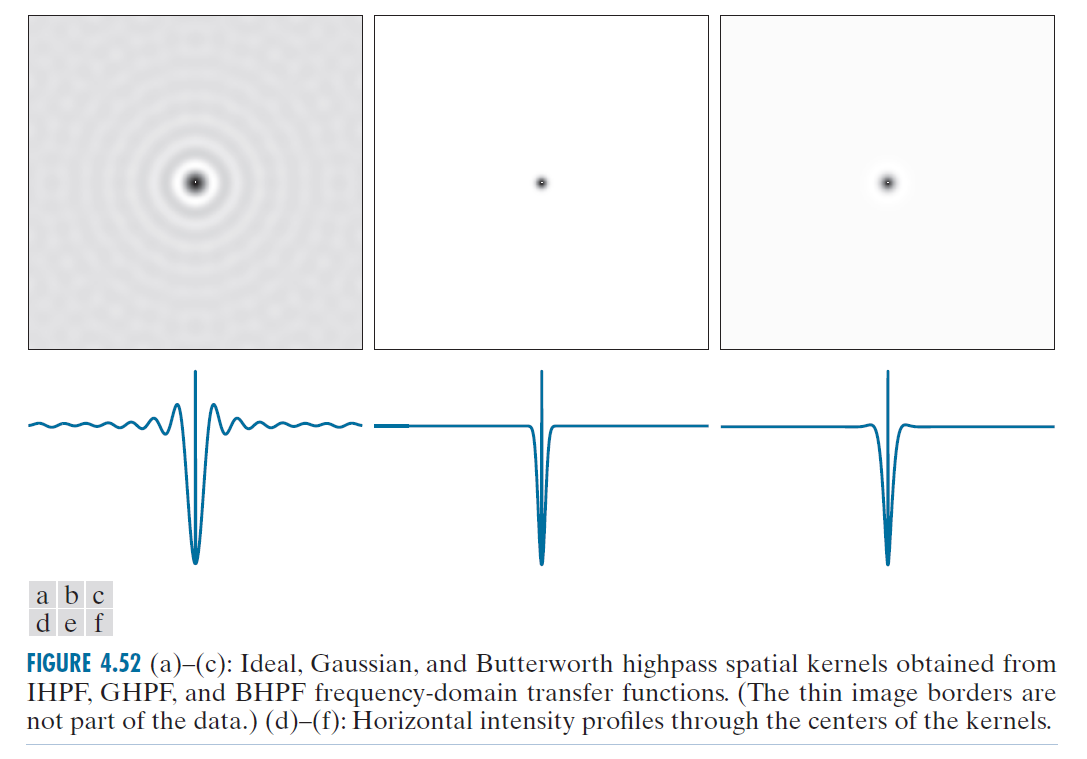 a b c
d e f
FIGURE 4.52 (a)–(c): Ideal, Gaussian, and Butterworth highpass spatial kernels obtained from
IHPF, GHPF, and BHPF frequency-domain transfer functions. (The thin image borders are
not part of the data.) (d)–(f): Horizontal intensity profiles through the centers of the kernels.